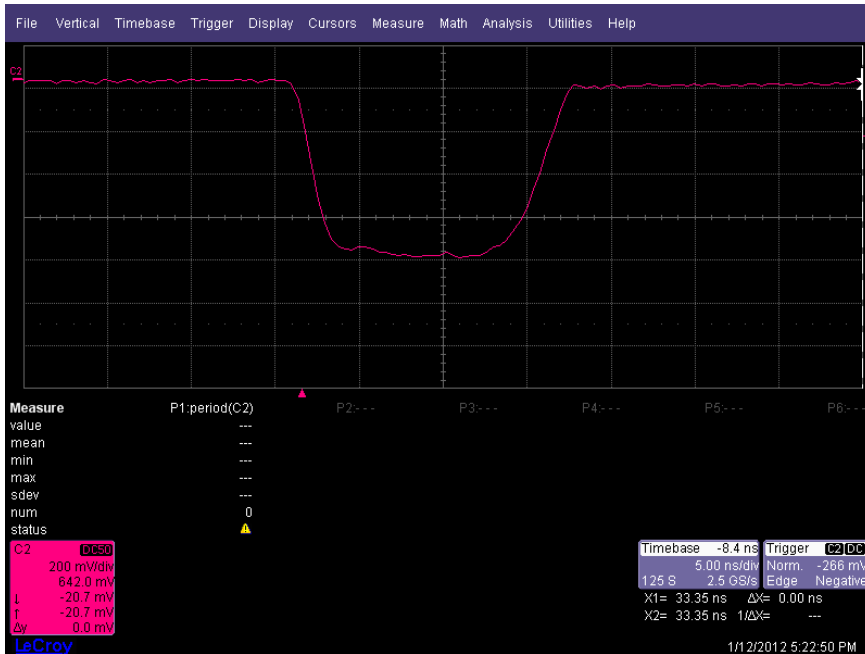 File Vertical Timebase Trigger Display Cursors Measure Math Analysis Utilities Help
C2
Measure P1:period(C2) P2:--- P3:--- P4:--- P5:--- P6:---
value ---
mean ---
min ---
max ---
sdev ---
num 0
status
C2 DC50
200 mV/div
642.0 mV
-20.7 mV
-20.7 mV
Δy 0.0 mV
Timebase -8.4 ns
5.00 ns/div
125 S 2.5 GS/s
Trigger C2 DC
Norm. -266 mV
Edge Negative
X1= 33.35 ns ΔX= 0.00 ns
X2= 33.35 ns 1/ΔX= ---
LeCroy
1/12/2012 5:22:50 PM